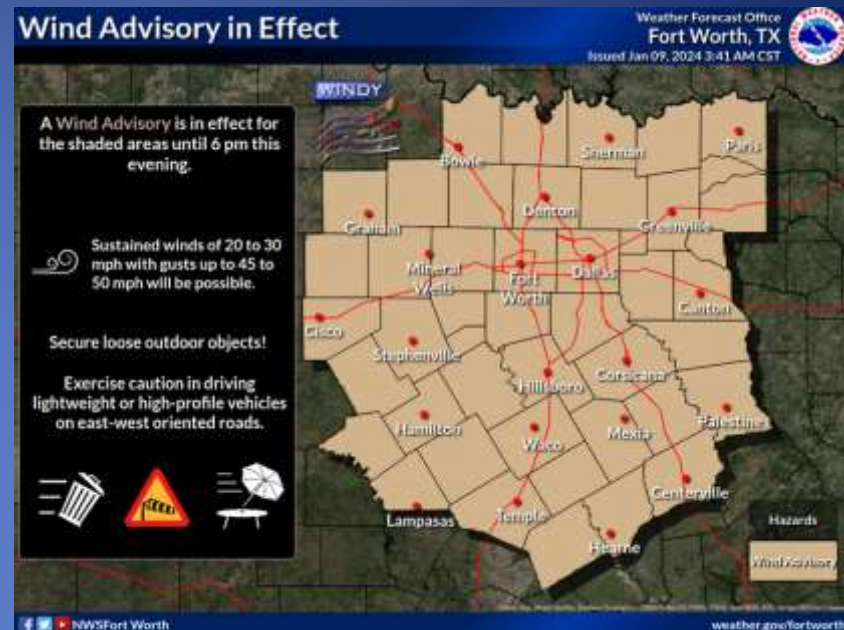 Wind Advisory in Effect
Weather Forecast Office
Fort Worth, TX
Issued Jan 09, 2024 3:41 AM CST
WINDY
A Wind Advisory is in effect for
the shaded areas until 6 pm this
evening.
Sustained winds of 20 to 30
mph with gusts up to 45 to
50 mph will be possible.
Secure loose outdoor objects!
Exercise caution in driving
lightweight or high-profile vehicles
on east-west oriented roads.
Bowie
Sherman
Paris
Graham
Denton
Greenville
Mineral
Wells
Fort
Worth
Dallas
Canton
Cisco
Stephenville
Hillsboro
Corsicana
Hamilton
Waco
Mexia
Palestine
Lampasas
Temple
Centerville
Hearne
Hazards
Wind Advisory
NWSFort Worth
weather.gov/fortworth